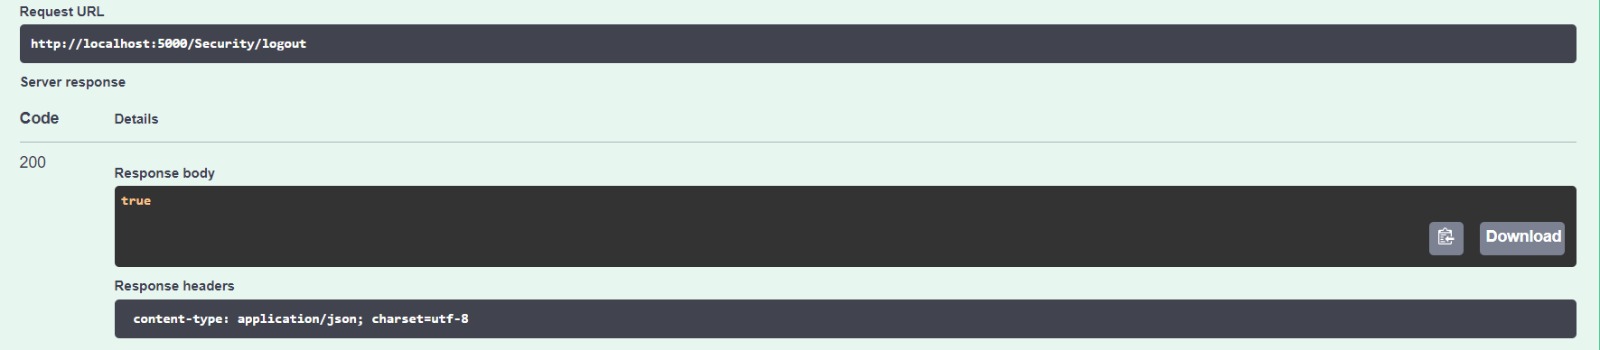 Request URL
http://localhost:5000/Security/logout
Server response
Code Details
200
Response body
true
Download
Response headers
content-type: application/json; charset=utf-8